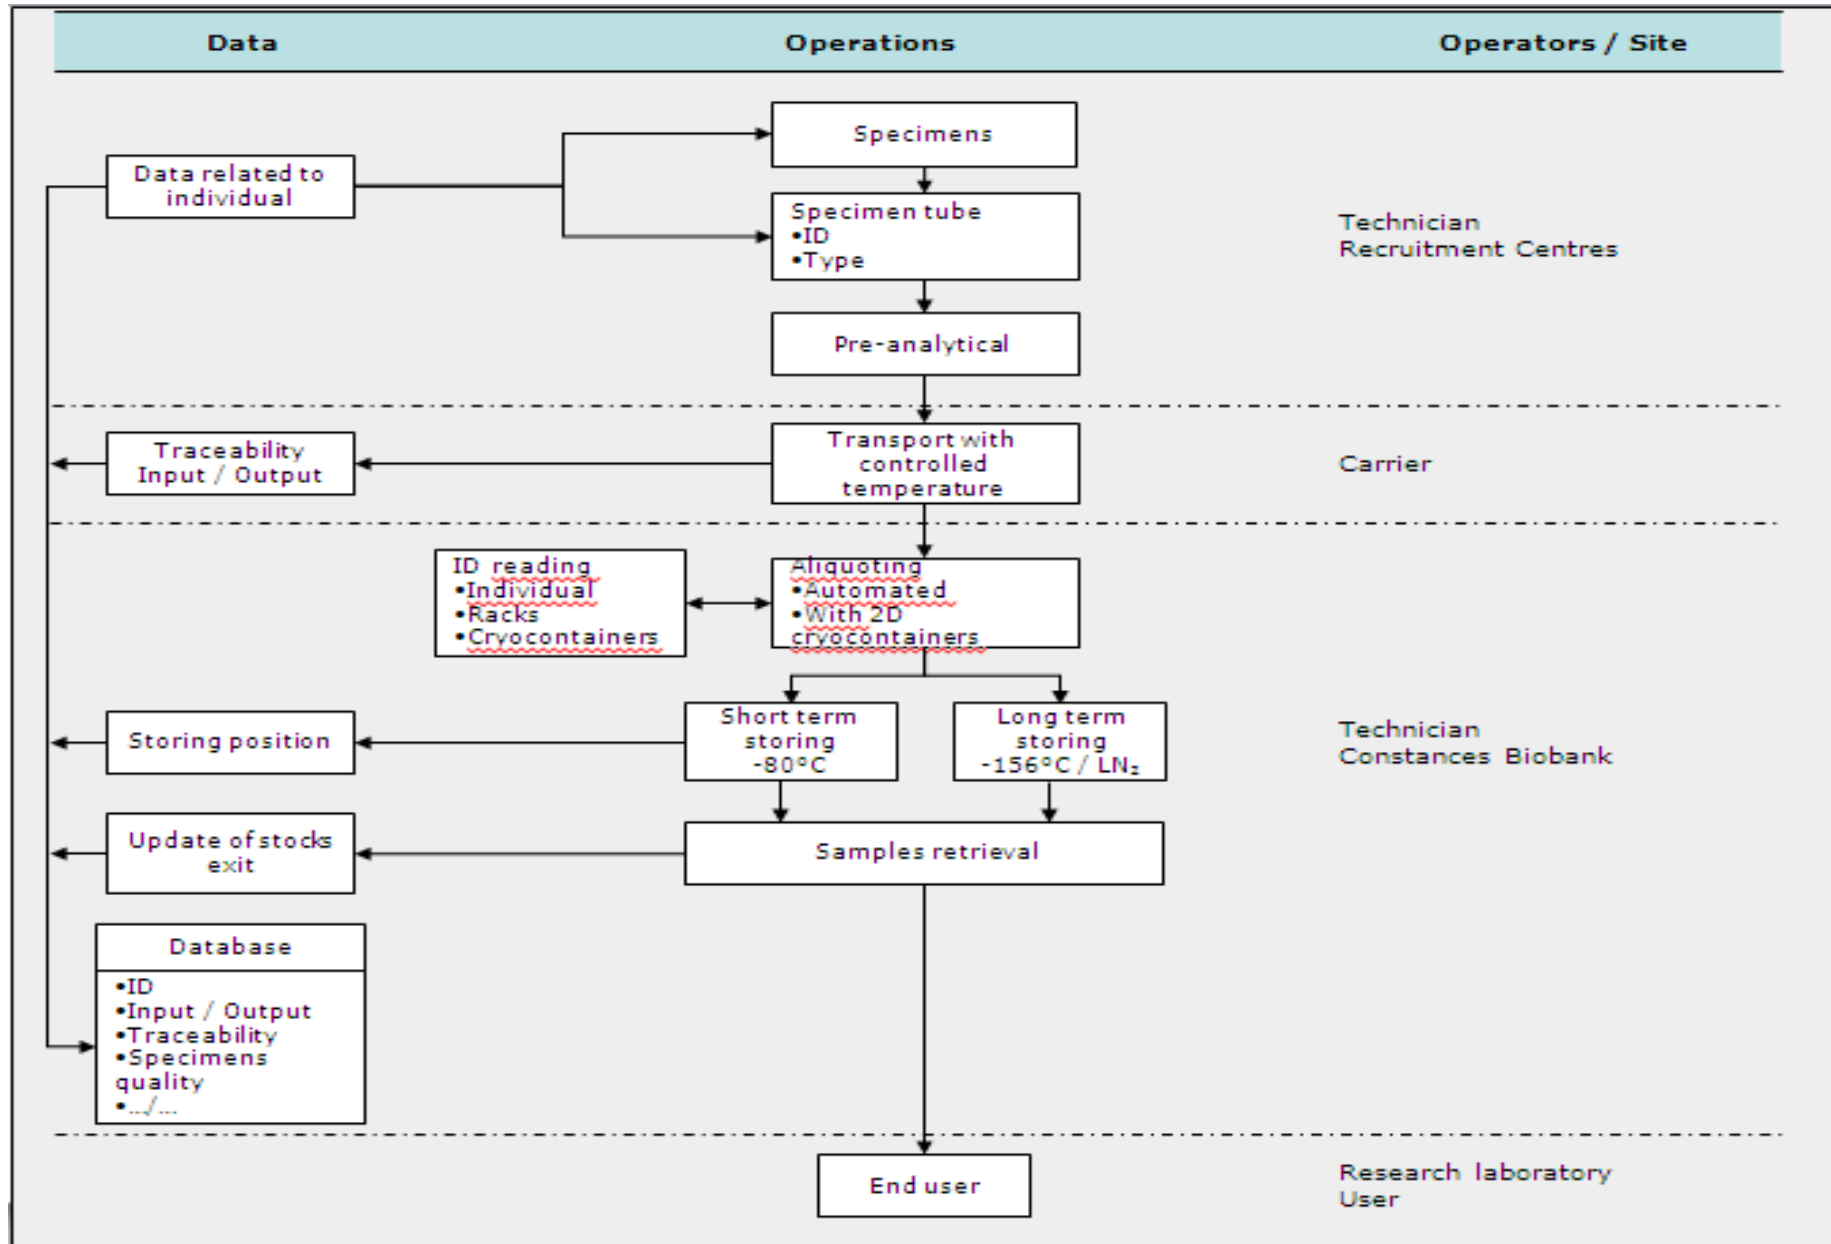 Data
Operations
Operators / Site
Specimens
Data related to
individual
Specimen tube
•ID
•Type
Technician
Recruitment Centres
Pre-analytical
Traceability
Input / Output
Transport with
controlled
temperature
Carrier
ID reading
•Individual
•Racks
•Cryocontainers
Aliquoting
•Automated
•With 2D
cryocontainers
Short term
storing
-80°C
Long term
storing
-156°C / LN₂
Storing position
Technician
Constances Biobank
Update of stocks
exit
Samples retrieval
Database
•ID
•Input / Output
•Traceability
•Specimens
quality
•.../...
End user
Research laboratory
User